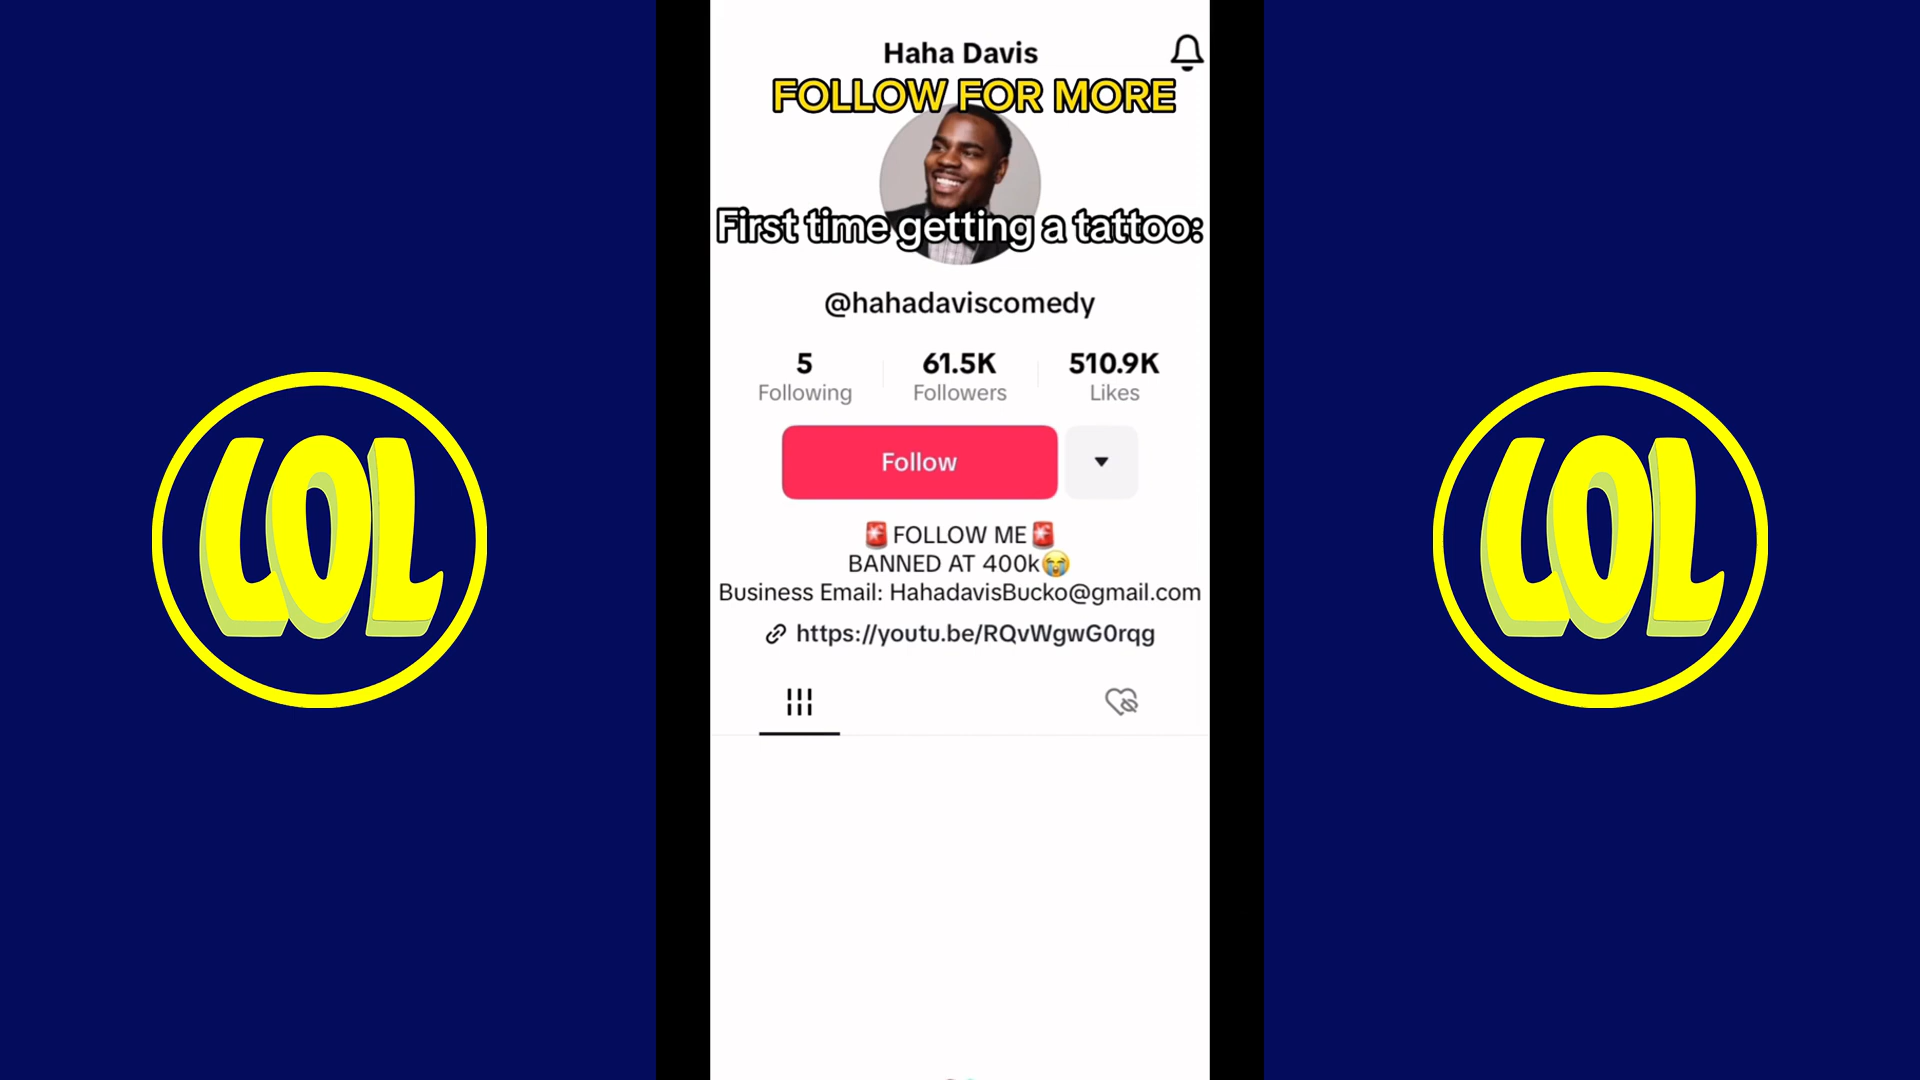 Haha Davis
FOLLOW FOR MORE
First time getting a tattoo:
@hahadaviscomedy
5
Following
61.5K
Followers
510.9K
Likes
Follow
🚨FOLLOW ME🚨
BANNED AT 400k😭
Business Email: HahadavisBucko@gmail.com
https://youtu.be/RQvWgwG0rqg
LOL
LOL